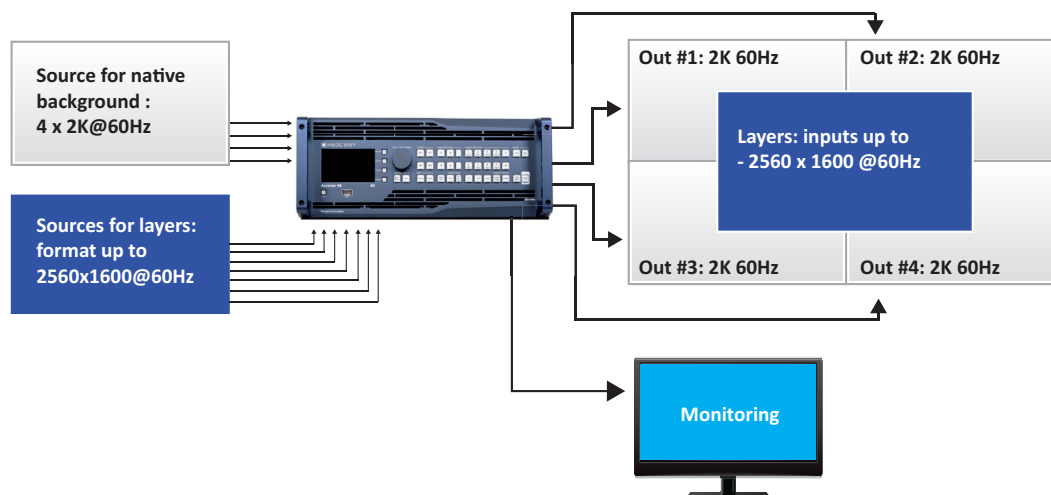 Source for native
background :
4 x 2K@60Hz
Sources for layers:
format up to
2560x1600@60Hz
Out #1: 2K 60Hz
Out #2: 2K 60Hz
Layers: inputs up to
- 2560 x 1600 @60Hz
Out #3: 2K 60Hz
Out #4: 2K 60Hz
Monitoring